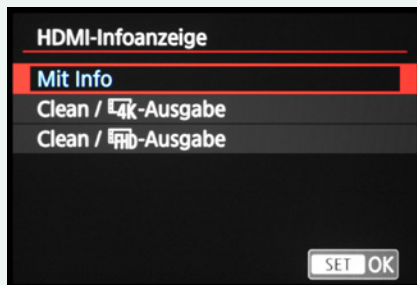 HDMI-Infoanzeige
Mit Info
Clean / 4K-Ausgabe
Clean / FHD-Ausgabe
SET OK